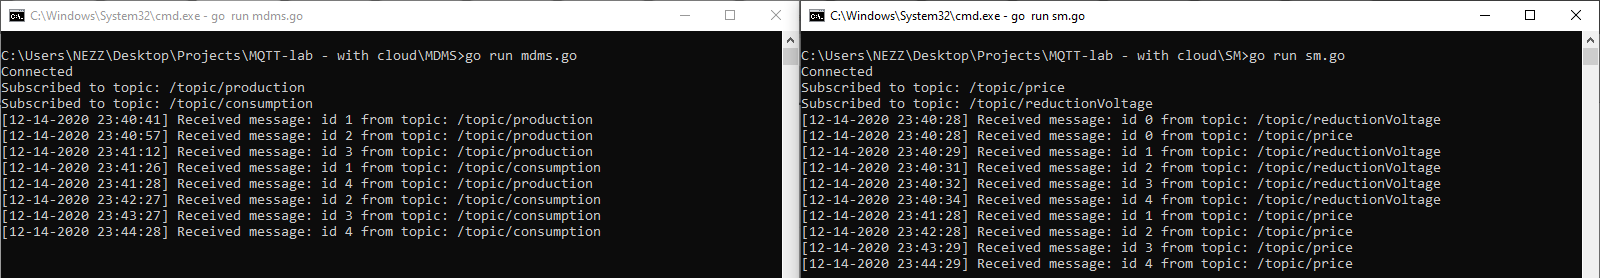 C:\Windows\System32\cmd.exe - go  run mdms.go
C:\Users\NEZZ\Desktop\Projects\MQTT-lab - with cloud\MDMS>go run mdms.go
Connected
Subscribed to topic: /topic/production
Subscribed to topic: /topic/consumption
[12-14-2020 23:40:41] Received message: id 1 from topic: /topic/production
[12-14-2020 23:40:57] Received message: id 2 from topic: /topic/production
[12-14-2020 23:41:12] Received message: id 3 from topic: /topic/production
[12-14-2020 23:41:26] Received message: id 1 from topic: /topic/consumption
[12-14-2020 23:41:28] Received message: id 4 from topic: /topic/production
[12-14-2020 23:42:27] Received message: id 2 from topic: /topic/consumption
[12-14-2020 23:43:27] Received message: id 3 from topic: /topic/consumption
[12-14-2020 23:44:28] Received message: id 4 from topic: /topic/consumption
C:\Windows\System32\cmd.exe - go  run sm.go
C:\Users\NEZZ\Desktop\Projects\MQTT-lab - with cloud\SM>go run sm.go
Connected
Subscribed to topic: /topic/price
Subscribed to topic: /topic/reductionVoltage
[12-14-2020 23:40:28] Received message: id 0 from topic: /topic/reductionVoltage
[12-14-2020 23:40:28] Received message: id 0 from topic: /topic/price
[12-14-2020 23:40:29] Received message: id 1 from topic: /topic/reductionVoltage
[12-14-2020 23:40:31] Received message: id 2 from topic: /topic/reductionVoltage
[12-14-2020 23:40:32] Received message: id 3 from topic: /topic/reductionVoltage
[12-14-2020 23:40:34] Received message: id 4 from topic: /topic/reductionVoltage
[12-14-2020 23:41:28] Received message: id 1 from topic: /topic/price
[12-14-2020 23:42:28] Received message: id 2 from topic: /topic/price
[12-14-2020 23:43:29] Received message: id 3 from topic: /topic/price
[12-14-2020 23:44:29] Received message: id 4 from topic: /topic/price